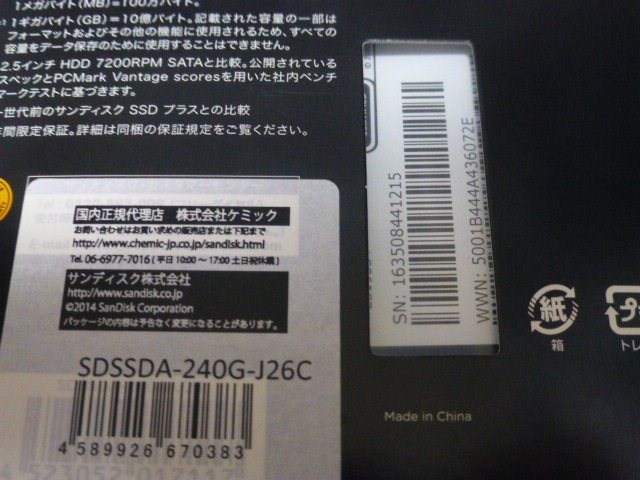 1メガバイト(MB)=100万バイト。
1ギガバイト(GB)=10億バイト。記載された容量の一部は
フォーマットおよびその他の機能に使用されるため、すべての
容量をデータ保存のために使用することはできません。
2.5インチ HDD 7200RPM SATAと比較。公開されている
スペックとPCMark Vantage scoresを用いた社内ベンチ
マークテストに基づきます。
一世代前のサンディスク SSD プラスとの比較
年間限定保証。詳細は同梱の保証規定をご覧ください。
国内正規代理店 株式会社ケミック
お問い合わせはお買い求めの販売店または下記まで
http://www.chemic-jp.co.jp/sandisk.html
Tel. 06-6977-7016 (平日 10:00~17:00 土日祝休業)
サンディスク株式会社
http://www.sandisk.co.jp
©2014 SanDisk Corporation
パッケージの内容は予告なく変更になることがあります。
SDSSDA-240G-J26C
4 589926 670383
4 523052 017112
SN: 163508441215
WWN: 5001B444A436072E
紙
箱
プラ
トレ
Made in China